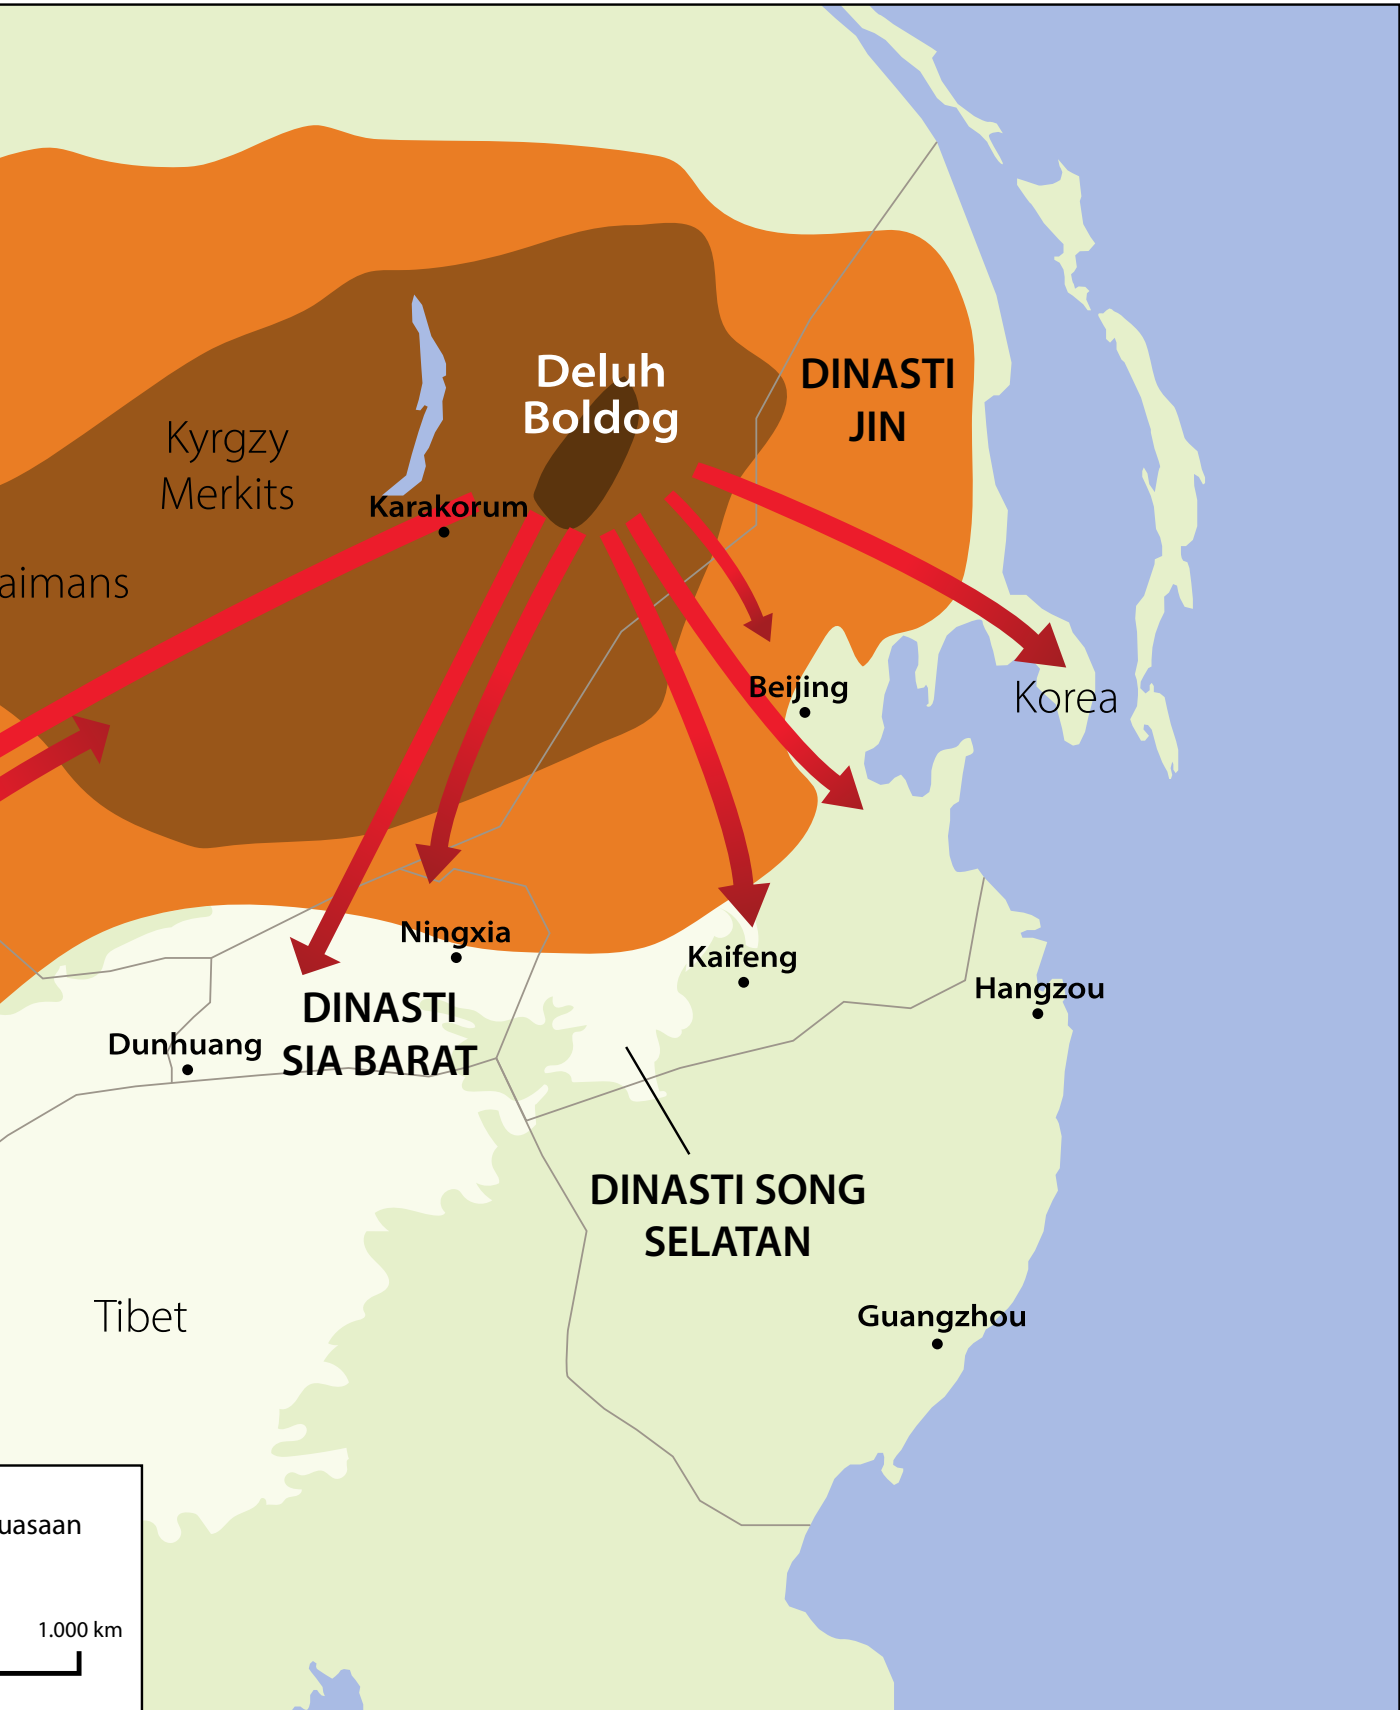 Deluh
Boldog
DINASTI
JIN
Kyrgzy
Merkits
Karakorum
aimans
Beijing
Korea
Ningxia
Kaifeng
Hangzou
DINASTI
SIA BARAT
Dunhuang
DINASTI SONG
SELATAN
Tibet
Guangzhou
uasaan
1.000 km